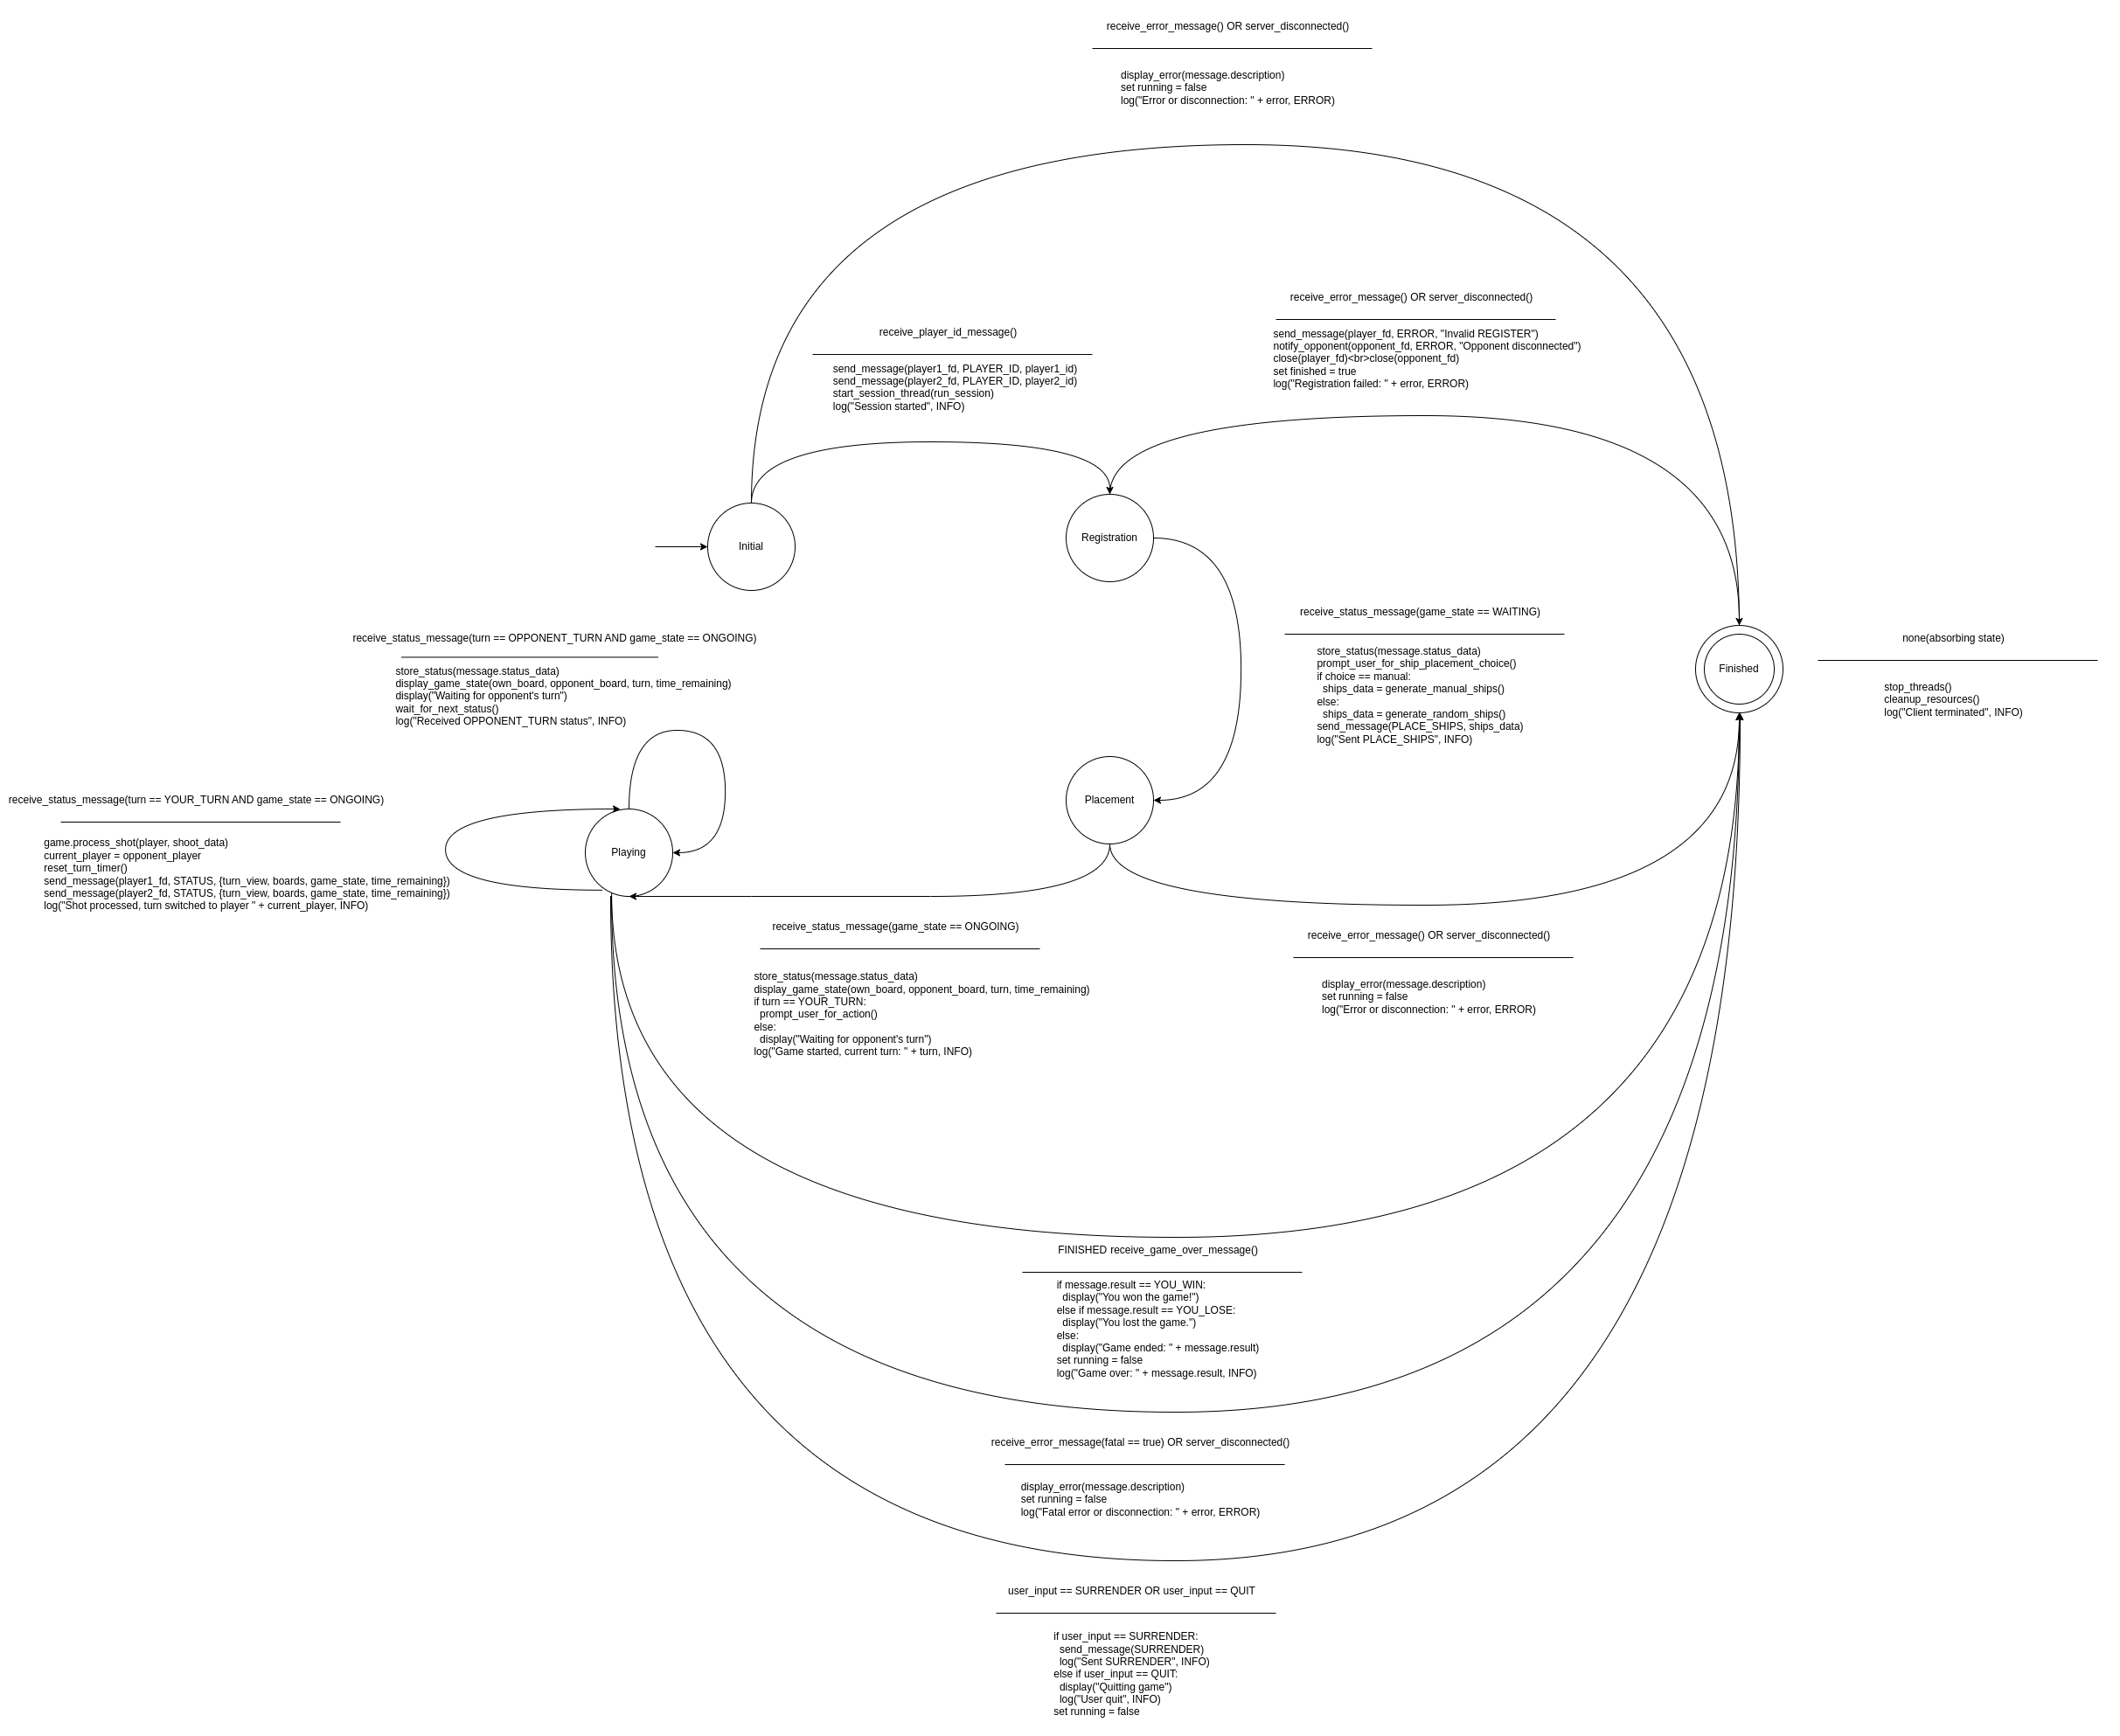 receive_error_message() OR server_disconnected()
display_error(message.description)
set running = false
log("Error or disconnection: " + error, ERROR)
receive_error_message() OR server_disconnected()
send_message(player_fd, ERROR, "Invalid REGISTER")
notify_opponent(opponent_fd, ERROR, "Opponent disconnected")
close(player_fd)<br>close(opponent_fd)
set finished = true
log("Registration failed: " + error, ERROR)
receive_player_id_message()
send_message(player1_fd, PLAYER_ID, player1_id)
send_message(player2_fd, PLAYER_ID, player2_id)
start_session_thread(run_session)
log("Session started", INFO)
Initial
Registration
receive_status_message(game_state == WAITING)
store_status(message.status_data)
prompt_user_for_ship_placement_choice()
if choice == manual:
ships_data = generate_manual_ships()
else:
ships_data = generate_random_ships()
send_message(PLACE_SHIPS, ships_data)
log("Sent PLACE_SHIPS", INFO)
Finished
none(absorbing state)
stop_threads()
cleanup_resources()
log("Client terminated", INFO)
receive_status_message(turn == OPPONENT_TURN AND game_state == ONGOING)
store_status(message.status_data)
display_game_state(own_board, opponent_board, turn, time_remaining)
display("Waiting for opponent's turn")
wait_for_next_status()
log("Received OPPONENT_TURN status", INFO)
receive_status_message(turn == YOUR_TURN AND game_state == ONGOING)
game.process_shot(player, shoot_data)
current_player = opponent_player
reset_turn_timer()
send_message(player1_fd, STATUS, {turn_view, boards, game_state, time_remaining})
send_message(player2_fd, STATUS, {turn_view, boards, game_state, time_remaining})
log("Shot processed, turn switched to player " + current_player, INFO)
Playing
Placement
receive_status_message(game_state == ONGOING)
store_status(message.status_data)
display_game_state(own_board, opponent_board, turn, time_remaining)
if turn == YOUR_TURN:
prompt_user_for_action()
else:
display("Waiting for opponent's turn")
log("Game started, current turn: " + turn, INFO)
receive_error_message() OR server_disconnected()
display_error(message.description)
set running = false
log("Error or disconnection: " + error, ERROR)
FINISHED receive_game_over_message()
if message.result == YOU_WIN:
display("You won the game!")
else if message.result == YOU_LOSE:
display("You lost the game.")
else:
display("Game ended: " + message.result)
set running = false
log("Game over: " + message.result, INFO)
receive_error_message(fatal == true) OR server_disconnected()
display_error(message.description)
set running = false
log("Fatal error or disconnection: " + error, ERROR)
user_input == SURRENDER OR user_input == QUIT
if user_input == SURRENDER:
send_message(SURRENDER)
log("Sent SURRENDER", INFO)
else if user_input == QUIT:
display("Quitting game")
log("User quit", INFO)
set running = false